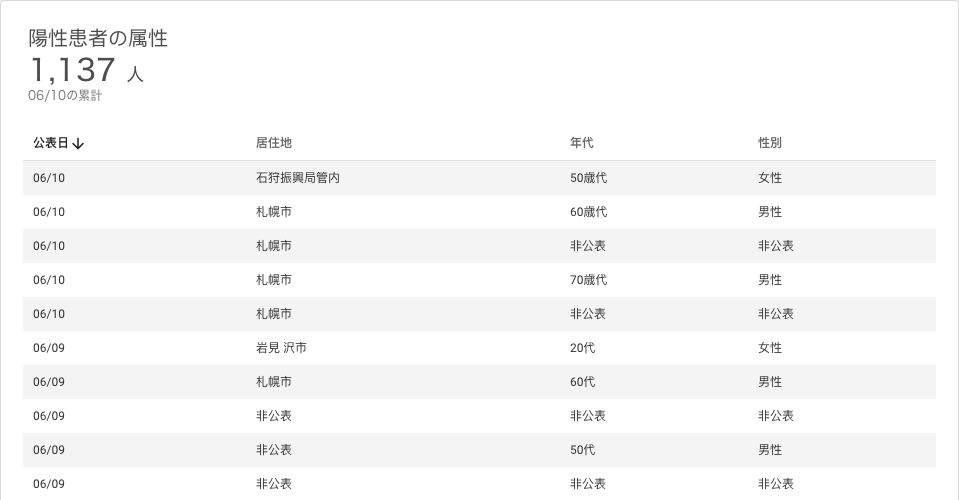 陽性患者の属性
1,137 人
06/10の累計
公表日↓ 居住地 年代 性別
06/10 石狩振興局管内 50歳代 女性
06/10 札幌市 60歳代 男性
06/10 札幌市 非公表 非公表
06/10 札幌市 70歳代 男性
06/10 札幌市 非公表 非公表
06/09 岩見 沢市 20代 女性
06/09 札幌市 60代 男性
06/09 非公表 非公表 非公表
06/09 非公表 50代 男性
06/09 非公表 非公表 非公表